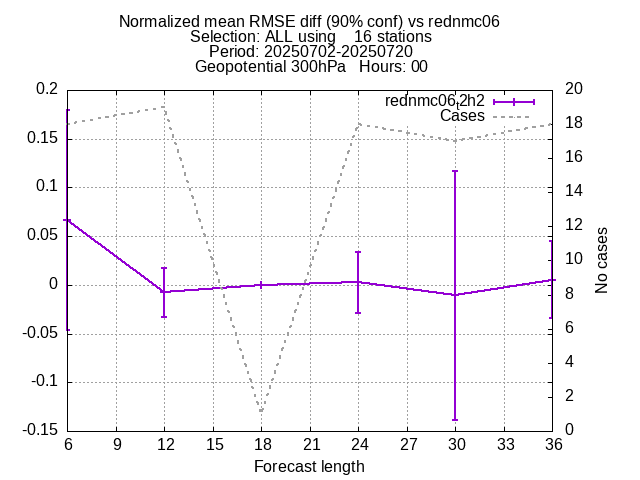 Normalized mean RMSE diff (90% conf) vs rednmc06
Selection: ALL using    16 stations
Period: 20250702-20250720
Geopotential 300hPa   Hours: 00
rednmc06t2h2
Cases
0.2
0.15
0.1
0.05
0
-0.05
-0.1
-0.15
20
18
16
14
12
10
8
6
4
2
0
No cases
6 9 12 15 18 21 24 27 30 33 36
Forecast length